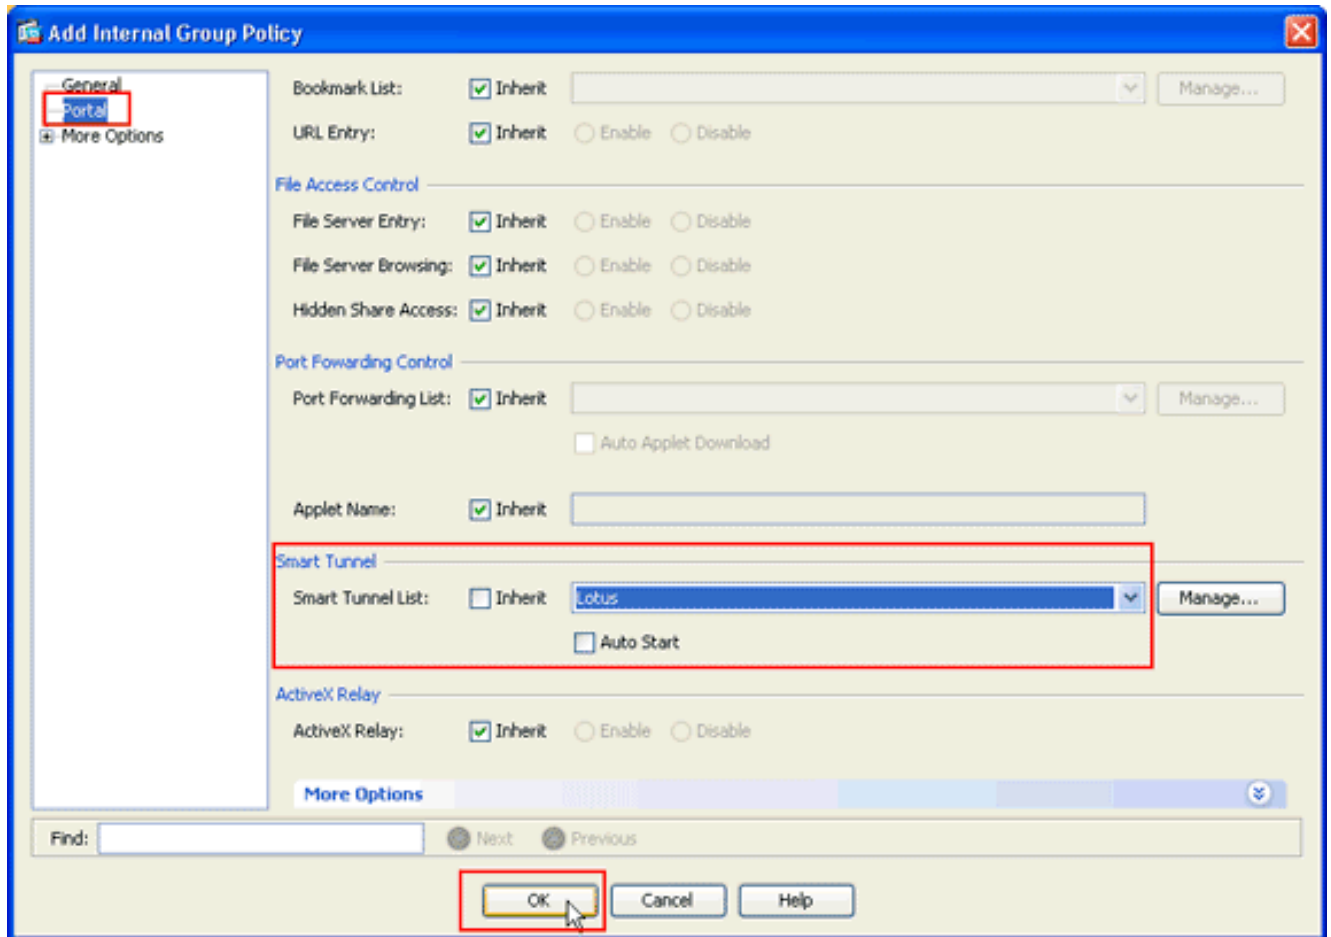 Add Internal Group Policy
General
Portal
More Options
Bookmark List: Inherit Manage...
URL Entry: Inherit Enable Disable
File Access Control
File Server Entry: Inherit Enable Disable
File Server Browsing: Inherit Enable Disable
Hidden Share Access: Inherit Enable Disable
Port Fowarding Control
Port Forwarding List: Inherit Manage...
Auto Applet Download
Applet Name: Inherit
Smart Tunnel
Smart Tunnel List: Inherit Lotus Manage...
Auto Start
ActiveX Relay
ActiveX Relay: Inherit Enable Disable
More Options
Find: Next Previous
OK Cancel Help